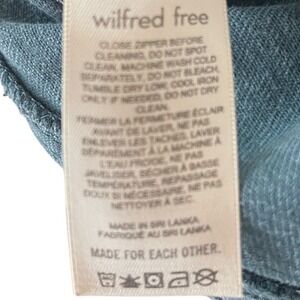 wilfred free
CLOSE ZIPPER BEFORE
CLEANING, DO NOT SPOT
CLEAN, MACHINE WASH COLD
SEPARATELY, DO NOT BLEACH,
TUMBLE DRY LOW, COOL IRON
ONLY IF NEEDED, DO NOT DRY
CLEAN.
FERMER LA FERMETURE ÉCLAIR
AVANT DE LAVER, NE PAS
ENLEVER LES TACHES, LAVER
SÉPARÉMENT À LA MACHINE À
L'EAU FROIDE, NE PAS
JAVELISER, SÉCHER À BASSE
TEMPÉRATURE, REPASSAGE
DOUX SI NÉCESSAIRE, NE PAS
NETTOYER À SEC.
MADE IN SRI LANKA
FABRIQUÉ AU SRI LANKA
MADE FOR EACH OTHER.